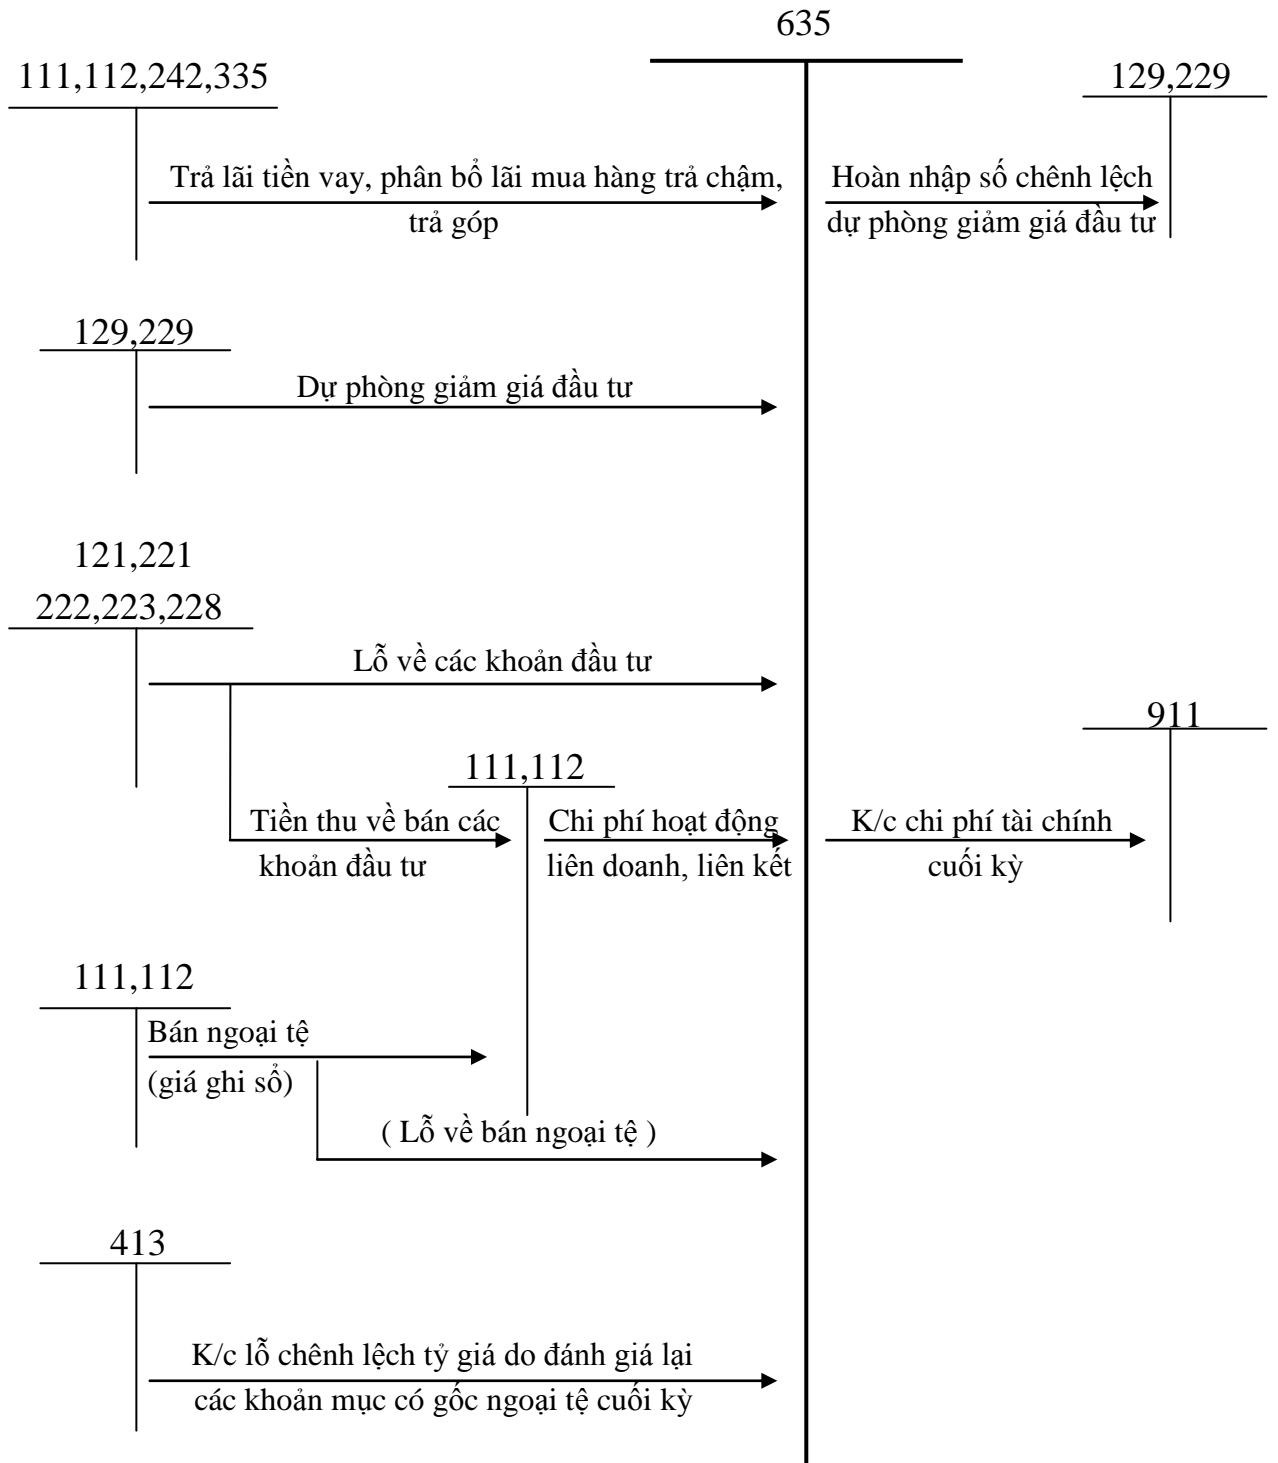 635
111,112,242,335
129,229
Trả lãi tiền vay, phân bổ lãi mua hàng trả chậm,
trả góp
Hoàn nhập số chênh lệch
dự phòng giảm giá đầu tư
129,229
Dự phòng giảm giá đầu tư
121,221
222,223,228
Lỗ về các khoản đầu tư
911
111,112
Tiền thu về bán các
khoản đầu tư
Chi phí hoạt động
liên doanh, liên kết
K/c chi phí tài chính
cuối kỳ
111,112
Bán ngoại tệ
(giá ghi sổ)
( Lỗ về bán ngoại tệ )
413
K/c lỗ chênh lệch tỷ giá do đánh giá lại
các khoản mục có gốc ngoại tệ cuối kỳ